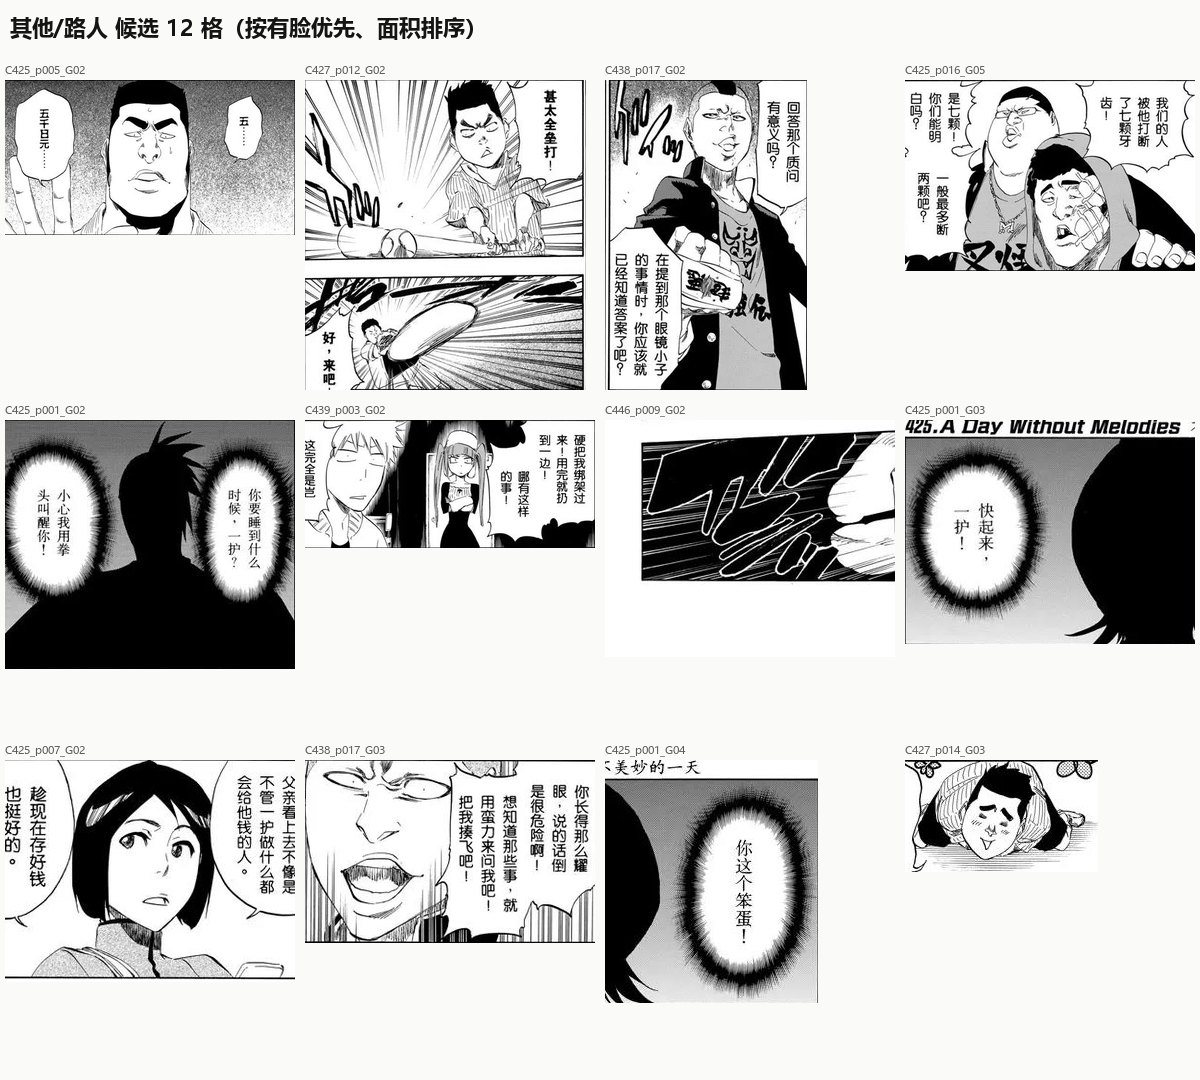 其他/路人 候选 12 格（按有脸优先、面积排序）
C425_p005_G02
五……
五千日元……
C427_p012_G02
甚太全垒打！
好，来吧
C438_p017_G02
回答那个质问
有意义吗？
在提到那个眼镜小子
的事情时，你应该就
已经知道答案了吧？
C425_p016_G05
我们的人
被他打断
了七颗牙
齿！
是七颗！
你们能明
白吗？
一般最多断
两颗吧？
C425_p001_G02
你要睡到什么
时候，一护？
小心我用拳
头叫醒你！
C439_p003_G02
硬把我绑架过
来！用完就扔
到一边！
哪有这样
的事！
这完全是岂
C446_p009_G02
C425_p001_G03
425.A Day Without Melodies
快起来，
一护！
C425_p007_G02
父亲看上去不像是
不管一护做什么都
会给他钱的人。
趁现在存好钱
也挺好的。
C438_p017_G03
你长得那么耀
眼，说的话倒
是很危险啊！
想知道那些事，就
用蛮力来问我吧！
把我揍飞吧！
C425_p001_G04
不美妙的一天
你这个笨蛋！
C427_p014_G03